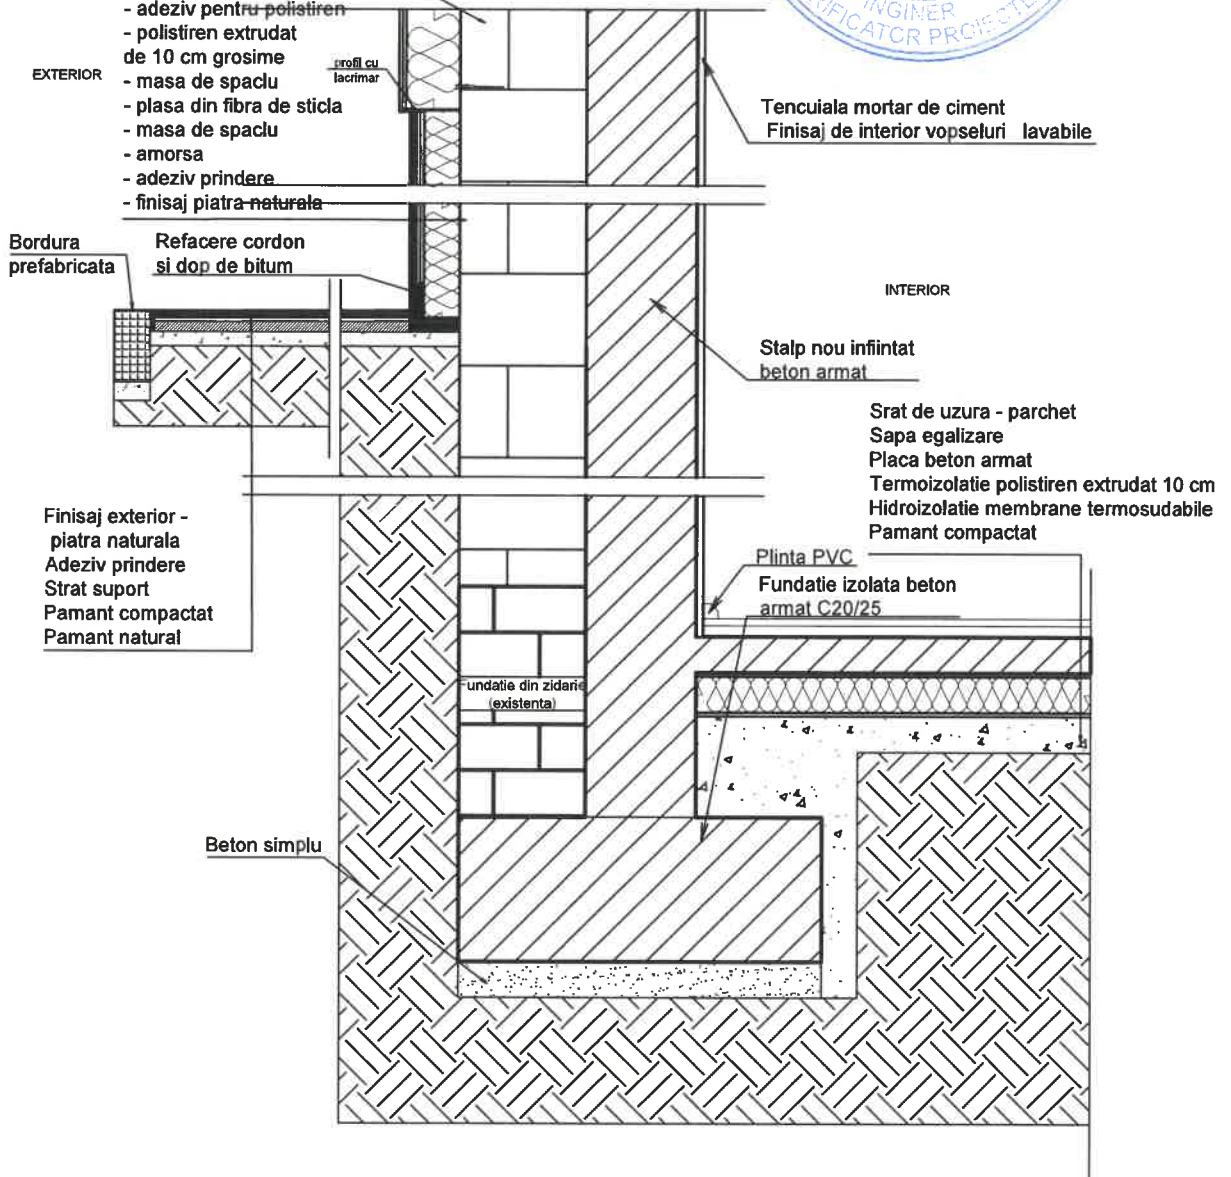 - adeziv pentru polistiren
- polistiren extrudat
de 10 cm grosime
- masa de spaclu
- plasa din fibra de sticla
- masa de spaclu
- amorsa
- adeziv prindere
- finisaj piatra naturala
EXTERIOR
profil cu
lacrimar
INGINER
VERIFICATOR PROIECTE
Tencuiala mortar de ciment
Finisaj de interior vopseluri lavabile
Bordura
prefabricata
Refacere cordon
si dop de bitum
INTERIOR
Stalp nou infiintat
beton armat
Srat de uzura - parchet
Sapa egalizare
Placa beton armat
Termoizolatie polistiren extrudat 10 cm
Hidroizolatie membrane termosudabile
Pamant compactat
Finisaj exterior -
piatra naturala
Adeziv prindere
Strat suport
Pamant compactat
Pamant natural
Plinta PVC
Fundatie izolata beton
armat C20/25
undatie din zidarie
(existenta)
Beton simplu